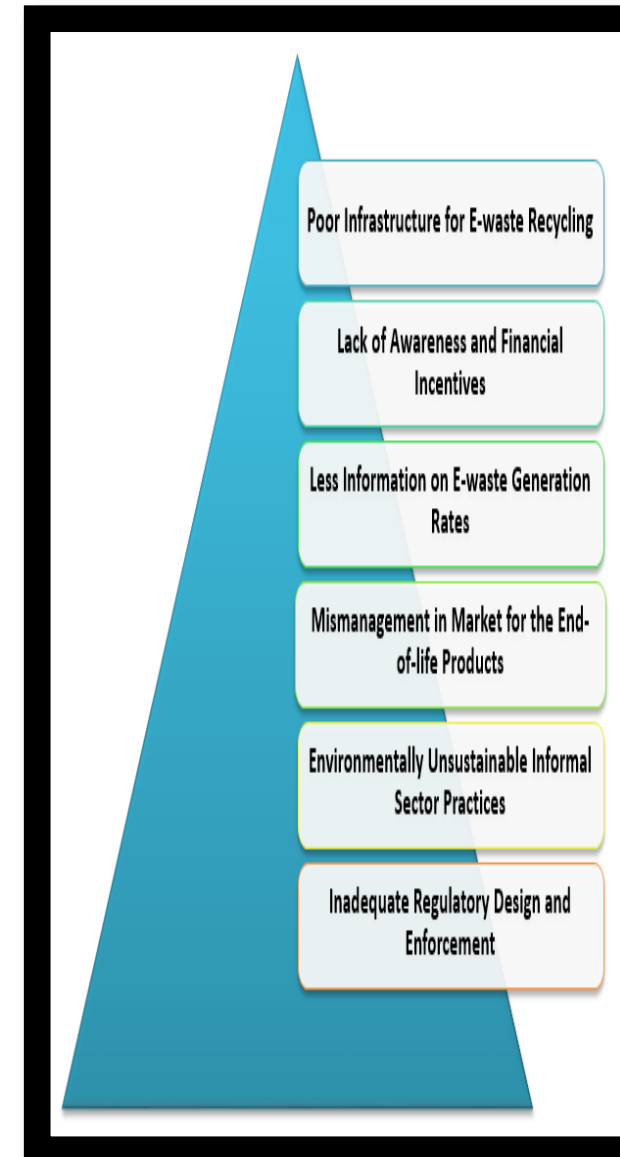 Poor Infrastructure for E-waste Recycling
Lack of Awareness and Financial
Incentives
Less Information on E-waste Generation
Rates
Mismanagement in Market for the End-
of-life Products
Environmentally Unsustainable Informal
Sector Practices
Inadequate Regulatory Design and
Enforcement